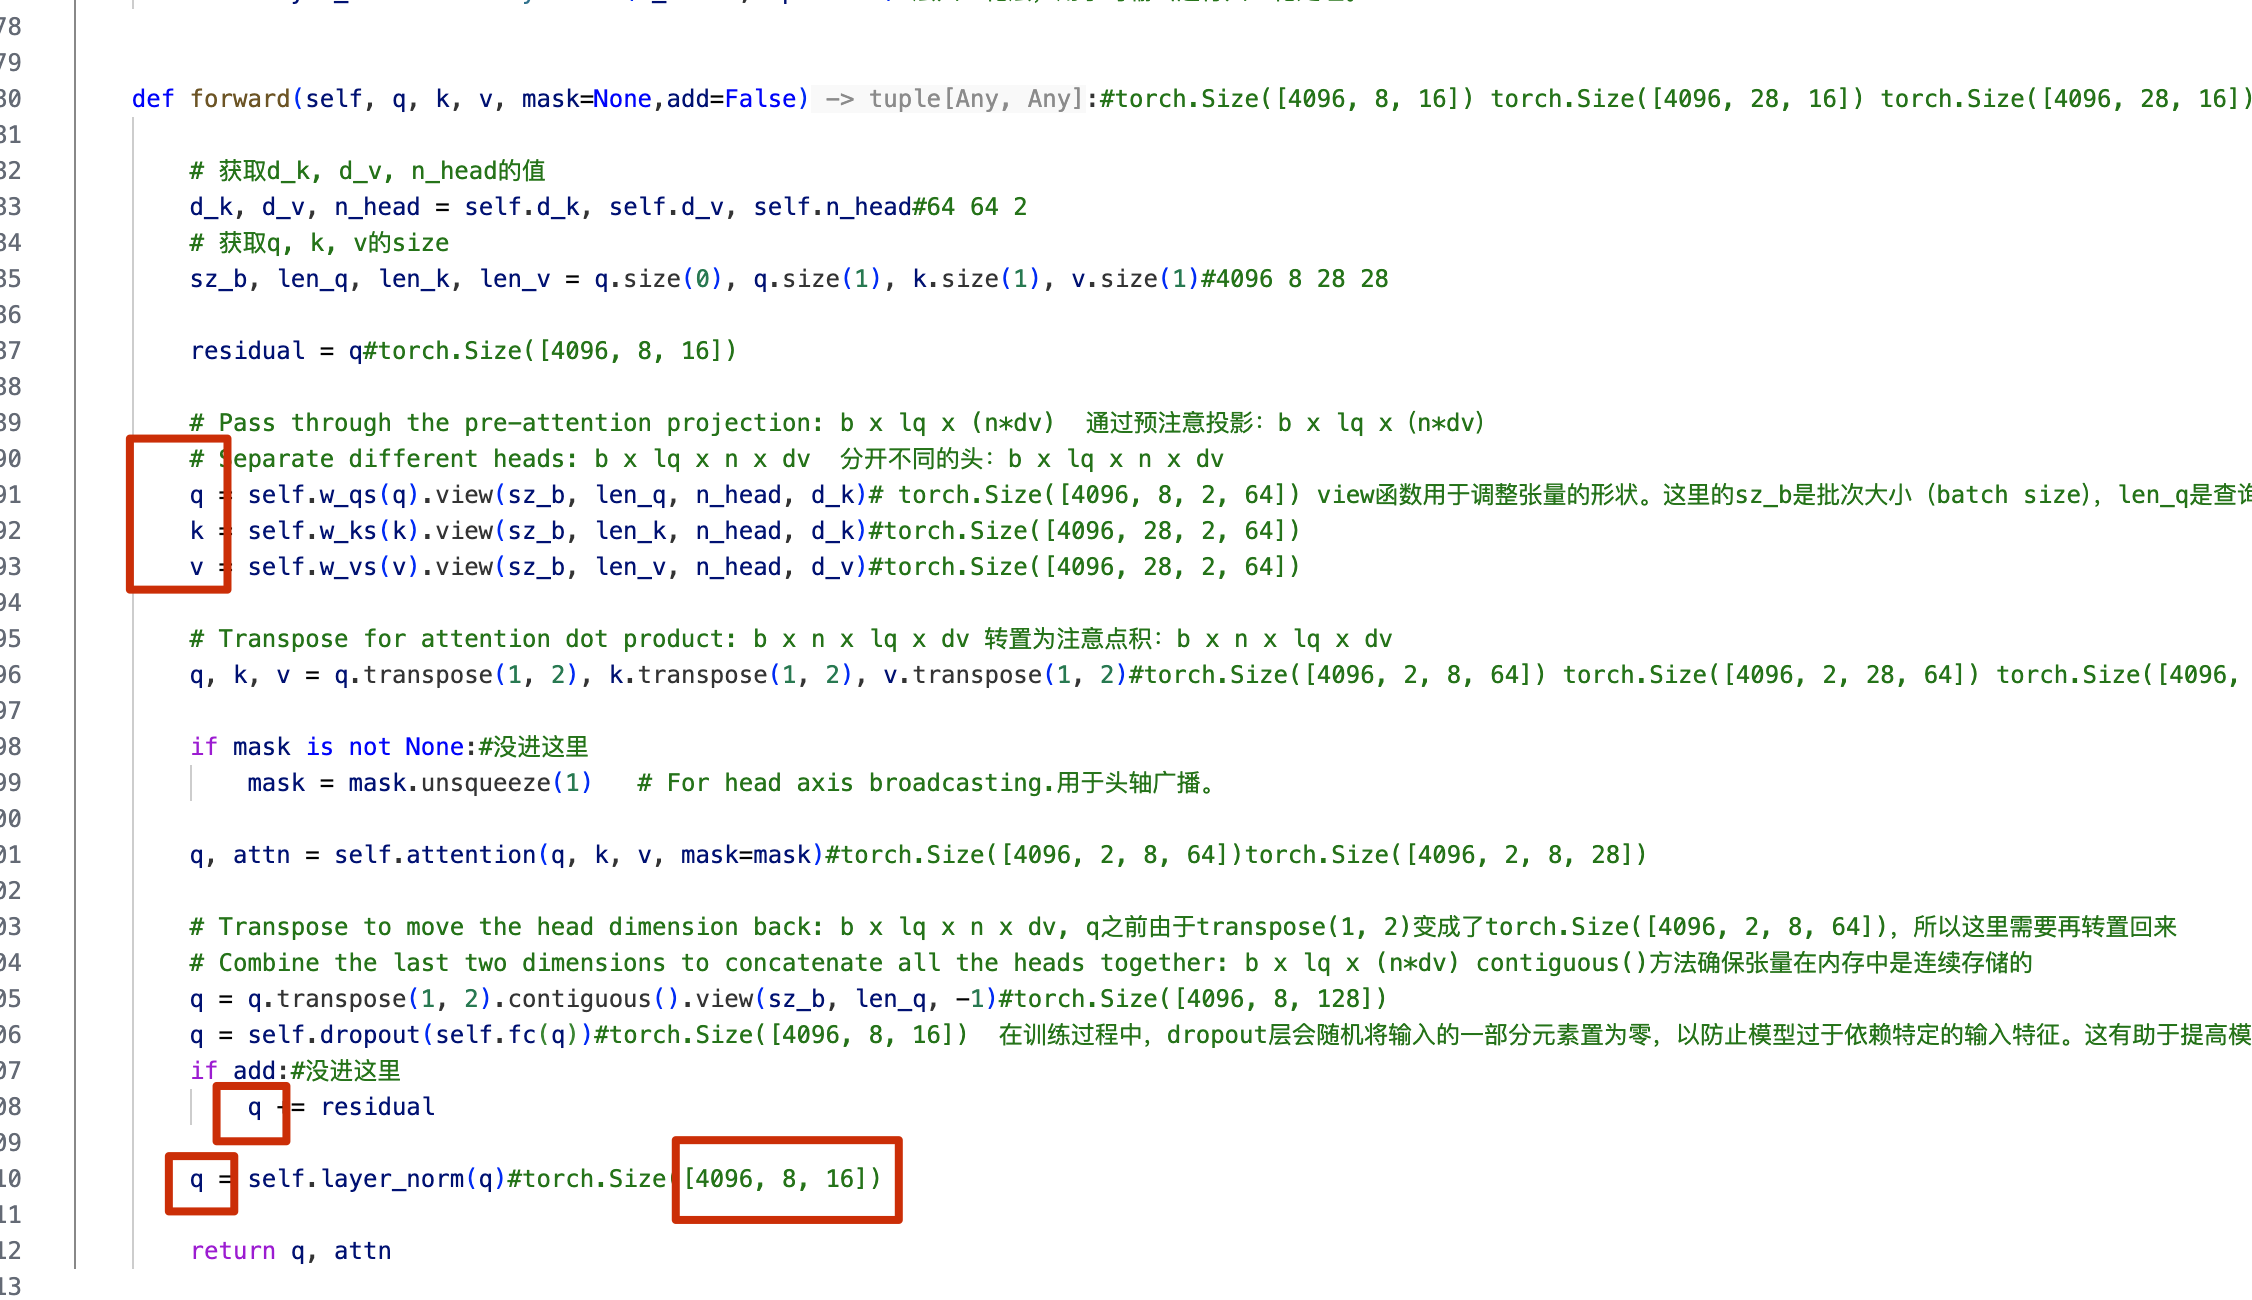 78
79
80 def forward(self, q, k, v, mask=None,add=False) -> tuple[Any, Any]:#torch.Size([4096, 8, 16]) torch.Size([4096, 28, 16]) torch.Size([4096, 28, 16])
81
82 # 获取d_k, d_v, n_head的值
83 d_k, d_v, n_head = self.d_k, self.d_v, self.n_head#64 64 2
84 # 获取q, k, v的size
85 sz_b, len_q, len_k, len_v = q.size(0), q.size(1), k.size(1), v.size(1)#4096 8 28 28
86
87 residual = q#torch.Size([4096, 8, 16])
88
89 # Pass through the pre-attention projection: b x lq x (n*dv)  通过预注意投影：b x lq x（n*dv）
90 # Separate different heads: b x lq x n x dv  分开不同的头：b x lq x n x dv
91 q = self.w_qs(q).view(sz_b, len_q, n_head, d_k)# torch.Size([4096, 8, 2, 64]) view函数用于调整张量的形状。这里的sz_b是批次大小（batch size），len_q是查询
92 k = self.w_ks(k).view(sz_b, len_k, n_head, d_k)#torch.Size([4096, 28, 2, 64])
93 v = self.w_vs(v).view(sz_b, len_v, n_head, d_v)#torch.Size([4096, 28, 2, 64])
94
95 # Transpose for attention dot product: b x n x lq x dv 转置为注意点积：b x n x lq x dv
96 q, k, v = q.transpose(1, 2), k.transpose(1, 2), v.transpose(1, 2)#torch.Size([4096, 2, 8, 64]) torch.Size([4096, 2, 28, 64]) torch.Size([4096,
97
98 if mask is not None:#没进这里
99 mask = mask.unsqueeze(1)   # For head axis broadcasting.用于头轴广播。
00
01 q, attn = self.attention(q, k, v, mask=mask)#torch.Size([4096, 2, 8, 64])torch.Size([4096, 2, 8, 28])
02
03 # Transpose to move the head dimension back: b x lq x n x dv, q之前由于transpose(1, 2)变成了torch.Size([4096, 2, 8, 64])，所以这里需要再转置回来
04 # Combine the last two dimensions to concatenate all the heads together: b x lq x (n*dv) contiguous()方法确保张量在内存中是连续存储的
05 q = q.transpose(1, 2).contiguous().view(sz_b, len_q, -1)#torch.Size([4096, 8, 128])
06 q = self.dropout(self.fc(q))#torch.Size([4096, 8, 16])  在训练过程中，dropout层会随机将输入的一部分元素置为零，以防止模型过于依赖特定的输入特征。这有助于提高模
07 if add:#没进这里
08 q += residual
09
10 q = self.layer_norm(q)#torch.Size([4096, 8, 16])
11
12 return q, attn
13